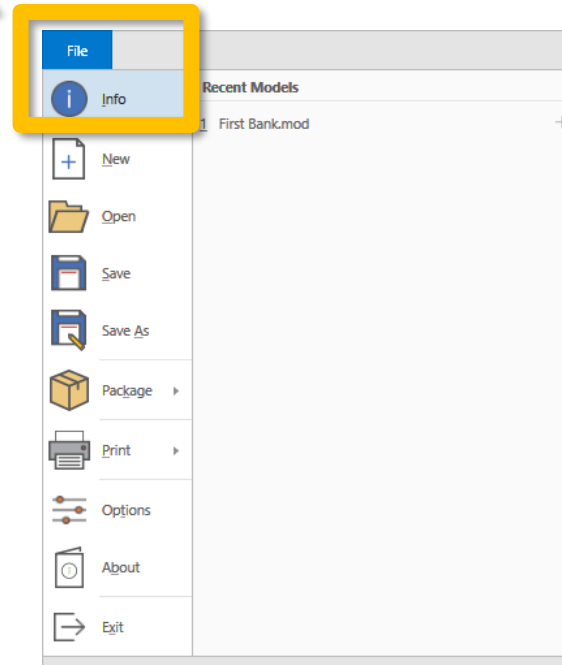 File
Info
Recent Models
1 First Bank.mod
New
Open
Save
Save As
Package
Print
Options
About
Exit